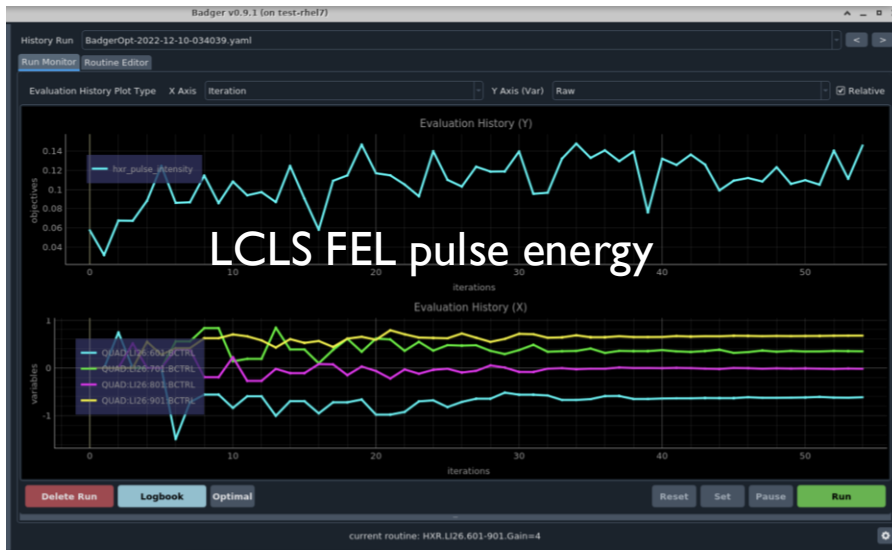 Badger v0.9.1 (on test-rhel7)
History Run BadgerOpt-2022-12-10-034039.yaml < >
Run Monitor Routine Editor
Evaluation History Plot Type X Axis Iteration Y Axis (Var) Raw Relative
Evaluation History (Y)
0.14
0.12
0.1
0.08
0.06
0.04
objectives
hxr_pulse_intensity
LCLS FEL pulse energy
0 10 20 30 40 50
iterations
Evaluation History (X)
1
0
-1
variables
QUAD:LI26:601:BCTRL
QUAD:LI26:701:BCTRL
QUAD:LI26:801:BCTRL
QUAD:LI26:901:BCTRL
0 10 20 30 40 50
iterations
Delete Run Logbook Optimal Reset Set Pause Run
current routine: HXR.LI26.601-901.Gain=4